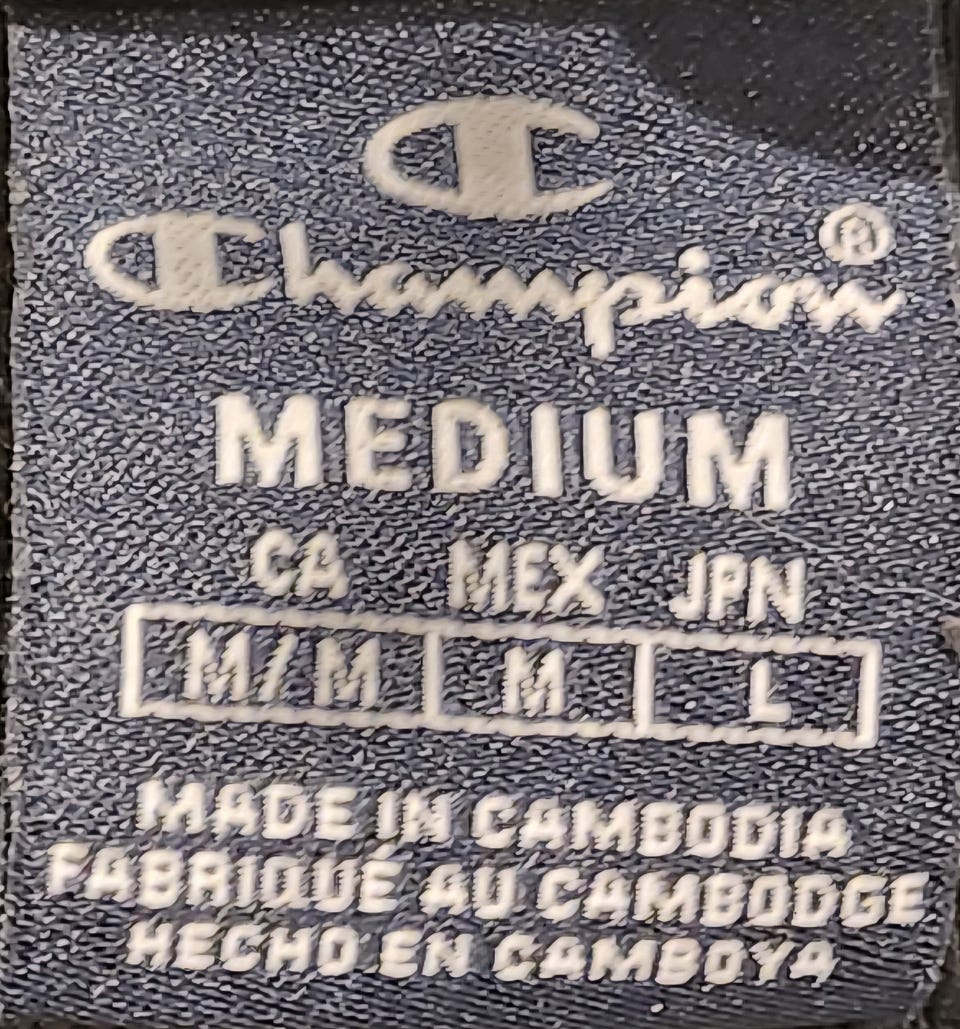 C
Champion®
MEDIUM
CA MEX JPN
M/M M L
MADE IN CAMBODIA
FABRIQUÉ AU CAMBODGE
HECHO EN CAMBOYA